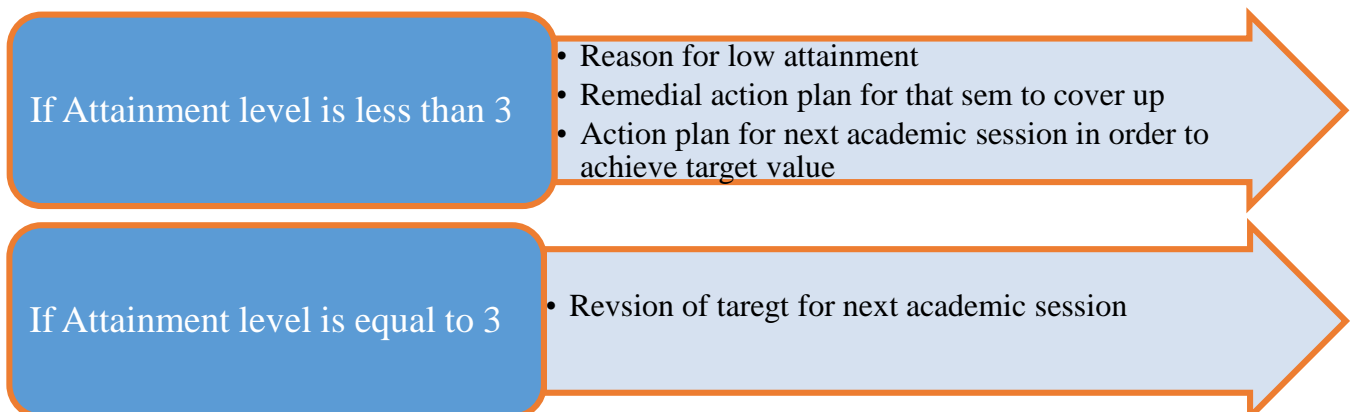 If Attainment level is less than 3
• Reason for low attainment
• Remedial action plan for that sem to cover up
• Action plan for next academic session in order to
achieve target value
If Attainment level is equal to 3
• Revsion of taregt for next academic session